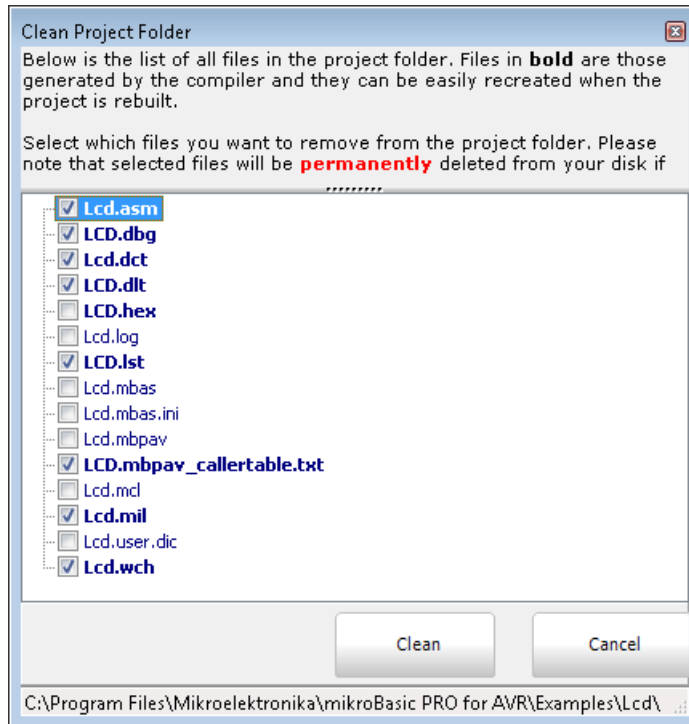 Clean Project Folder
Below is the list of all files in the project folder. Files in bold are those
generated by the compiler and they can be easily recreated when the
project is rebuilt.
Select which files you want to remove from the project folder. Please
note that selected files will be permanently deleted from your disk if
Lcd.asm
LCD.dbg
Lcd.dct
LCD.dlt
LCD.hex
Lcd.log
LCD.lst
Lcd.mbas
Lcd.mbas.ini
Lcd.mbpav
LCD.mbpav_callertable.txt
Lcd.mcl
Lcd.mil
Lcd.user.dic
Lcd.wch
Clean
Cancel
C:\Program Files\Mikroelektronika\mikroBasic PRO for AVR\Examples\Lcd\